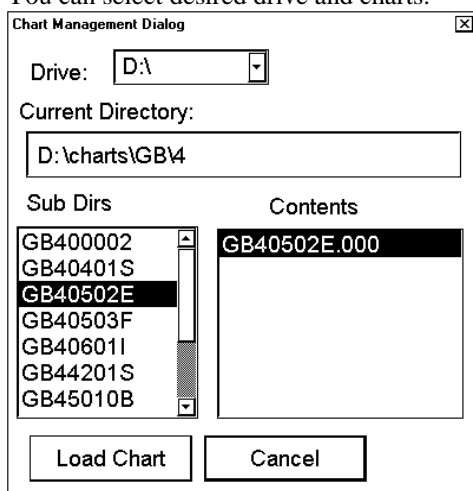 You can select desired drive and charts.
Chart Management Dialog
Drive: D:\
Current Directory:
D:\charts\GB\4
Sub Dirs Contents
GB400002 GB40502E.000
GB40401S
GB40502E
GB40503F
GB40601I
GB44201S
GB45010B
Load Chart Cancel